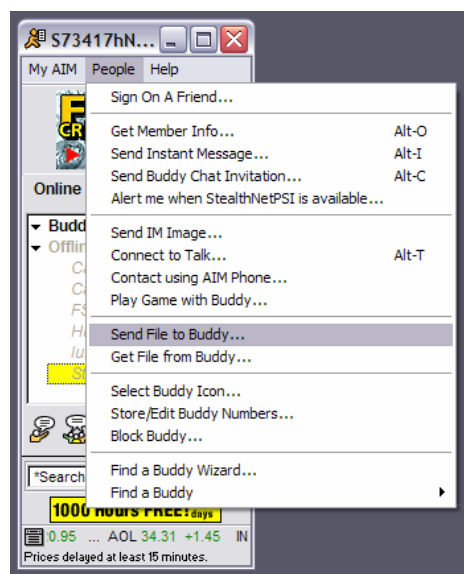 S73417hN...
My AIM People Help
Sign On A Friend...
Get Member Info... Alt-O
Send Instant Message... Alt-I
Send Buddy Chat Invitation... Alt-C
Alert me when StealthNetPSI is available...
Send IM Image...
Connect to Talk... Alt-T
Contact using AIM Phone...
Play Game with Buddy...
Send File to Buddy...
Get File from Buddy...
Select Buddy Icon...
Store/Edit Buddy Numbers...
Block Buddy...
Find a Buddy Wizard...
Find a Buddy
Online
Budd
Offlin
*Search
1000 HOURS FREE! days
0.95 ... AOL 34.31 +1.45 IN
Prices delayed at least 15 minutes.